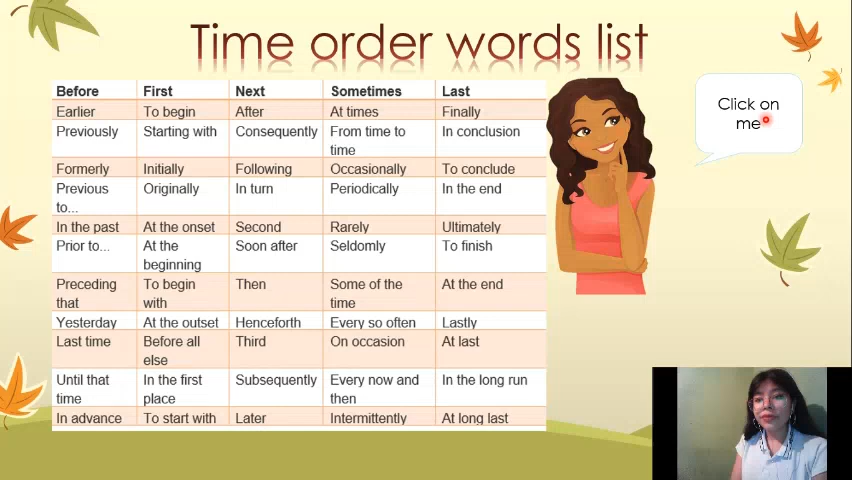 Time order words list
Before First Next Sometimes Last
Earlier To begin After At times Finally
Previously Starting with Consequently From time to time In conclusion
Formerly Initially Following Occasionally To conclude
Previous to... Originally In turn Periodically In the end
In the past At the onset Second Rarely Ultimately
Prior to... At the beginning Soon after Seldomly To finish
Preceding that To begin with Then Some of the time At the end
Yesterday At the outset Henceforth Every so often Lastly
Last time Before all else Third On occasion At last
Until that time In the first place Subsequently Every now and then In the long run
In advance To start with Later Intermittently At long last
Click on
me